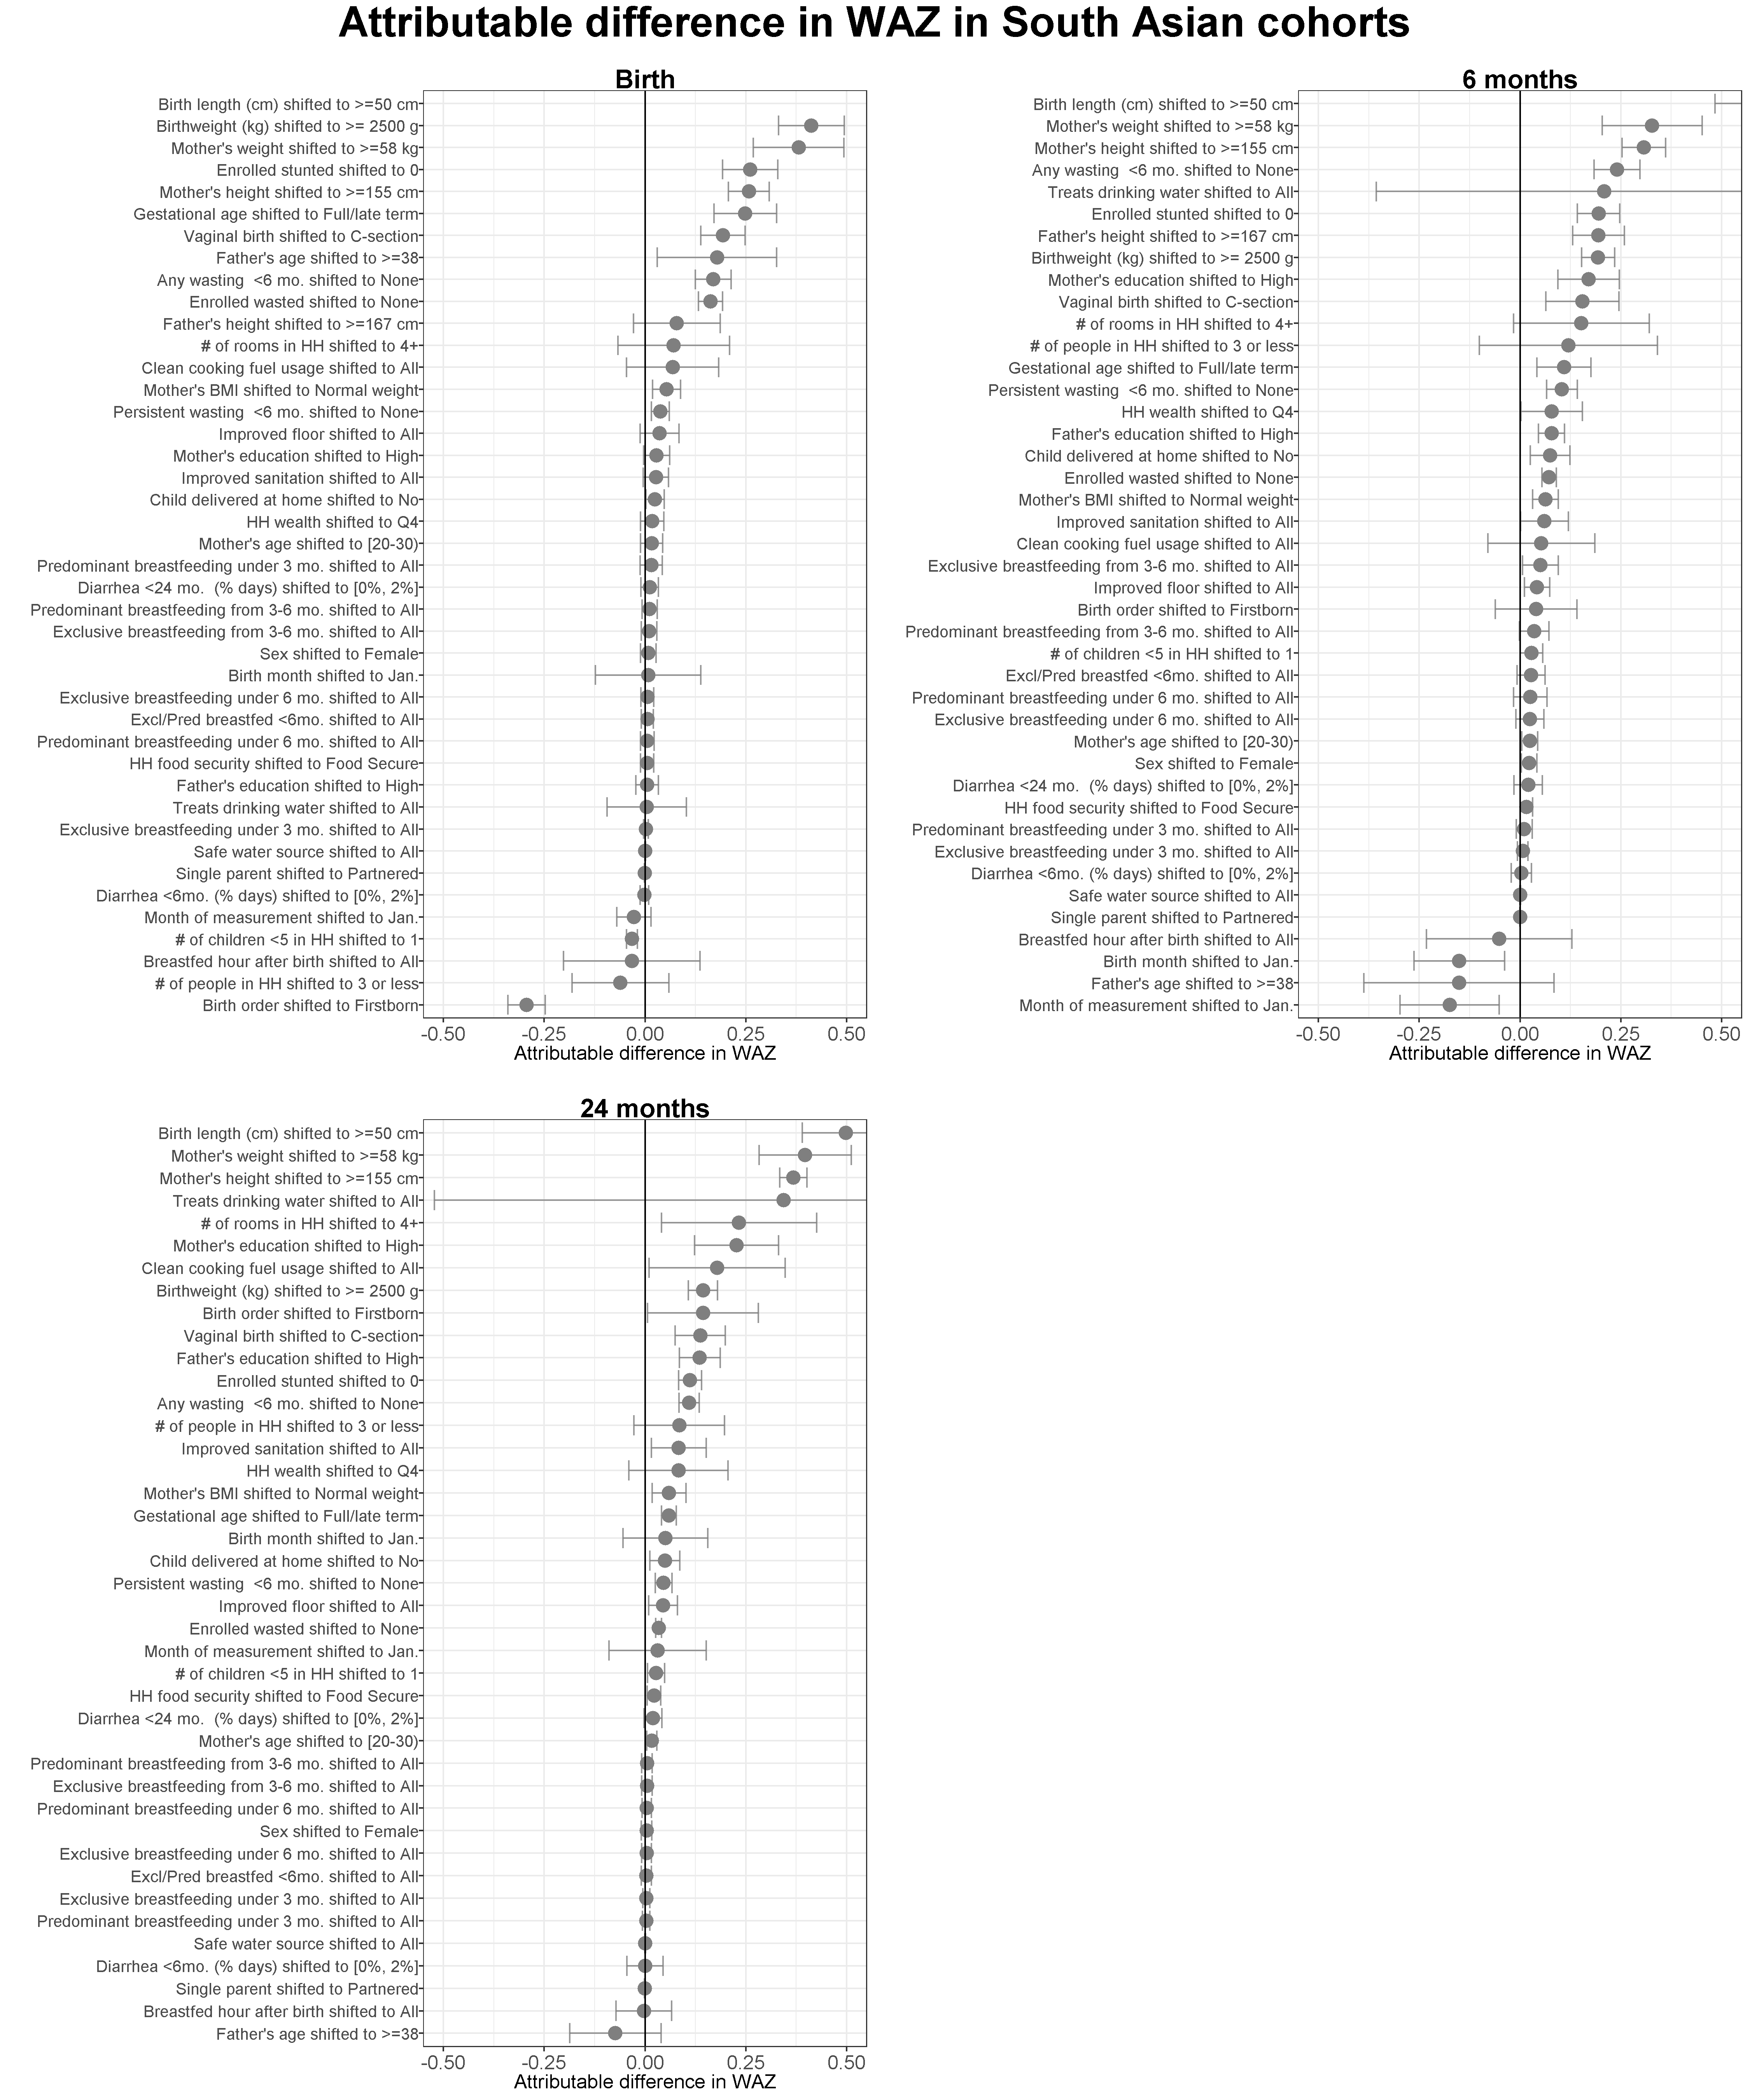 Attributable difference in WAZ in South Asian cohorts
Birth
Birth length (cm) shifted to >=50 cm
Birthweight (kg) shifted to >= 2500 g
Mother's weight shifted to >=58 kg
Enrolled stunted shifted to 0
Mother's height shifted to >=155 cm
Gestational age shifted to Full/late term
Vaginal birth shifted to C-section
Father's age shifted to >=38
Any wasting  <6 mo. shifted to None
Enrolled wasted shifted to None
Father's height shifted to >=167 cm
# of rooms in HH shifted to 4+
Clean cooking fuel usage shifted to All
Mother's BMI shifted to Normal weight
Persistent wasting  <6 mo. shifted to None
Improved floor shifted to All
Mother's education shifted to High
Improved sanitation shifted to All
Child delivered at home shifted to No
HH wealth shifted to Q4
Mother's age shifted to [20-30)
Predominant breastfeeding under 3 mo. shifted to All
Diarrhea <24 mo.  (% days) shifted to [0%, 2%]
Predominant breastfeeding from 3-6 mo. shifted to All
Exclusive breastfeeding from 3-6 mo. shifted to All
Sex shifted to Female
Birth month shifted to Jan.
Exclusive breastfeeding under 6 mo. shifted to All
Excl/Pred breastfed <6mo. shifted to All
Predominant breastfeeding under 6 mo. shifted to All
HH food security shifted to Food Secure
Father's education shifted to High
Treats drinking water shifted to All
Exclusive breastfeeding under 3 mo. shifted to All
Safe water source shifted to All
Single parent shifted to Partnered
Diarrhea <6mo. (% days) shifted to [0%, 2%]
Month of measurement shifted to Jan.
# of children <5 in HH shifted to 1
Breastfed hour after birth shifted to All
# of people in HH shifted to 3 or less
Birth order shifted to Firstborn
-0.50 -0.25 0.00 0.25 0.50
Attributable difference in WAZ
6 months
Birth length (cm) shifted to >=50 cm
Mother's weight shifted to >=58 kg
Mother's height shifted to >=155 cm
Any wasting  <6 mo. shifted to None
Treats drinking water shifted to All
Enrolled stunted shifted to 0
Father's height shifted to >=167 cm
Birthweight (kg) shifted to >= 2500 g
Mother's education shifted to High
Vaginal birth shifted to C-section
# of rooms in HH shifted to 4+
# of people in HH shifted to 3 or less
Gestational age shifted to Full/late term
Persistent wasting  <6 mo. shifted to None
HH wealth shifted to Q4
Father's education shifted to High
Child delivered at home shifted to No
Enrolled wasted shifted to None
Mother's BMI shifted to Normal weight
Improved sanitation shifted to All
Clean cooking fuel usage shifted to All
Exclusive breastfeeding from 3-6 mo. shifted to All
Improved floor shifted to All
Birth order shifted to Firstborn
Predominant breastfeeding from 3-6 mo. shifted to All
# of children <5 in HH shifted to 1
Excl/Pred breastfed <6mo. shifted to All
Predominant breastfeeding under 6 mo. shifted to All
Exclusive breastfeeding under 6 mo. shifted to All
Mother's age shifted to [20-30)
Sex shifted to Female
Diarrhea <24 mo.  (% days) shifted to [0%, 2%]
HH food security shifted to Food Secure
Predominant breastfeeding under 3 mo. shifted to All
Exclusive breastfeeding under 3 mo. shifted to All
Diarrhea <6mo. (% days) shifted to [0%, 2%]
Safe water source shifted to All
Single parent shifted to Partnered
Breastfed hour after birth shifted to All
Birth month shifted to Jan.
Father's age shifted to >=38
Month of measurement shifted to Jan.
-0.50 -0.25 0.00 0.25 0.50
Attributable difference in WAZ
24 months
Birth length (cm) shifted to >=50 cm
Mother's weight shifted to >=58 kg
Mother's height shifted to >=155 cm
Treats drinking water shifted to All
# of rooms in HH shifted to 4+
Mother's education shifted to High
Clean cooking fuel usage shifted to All
Birthweight (kg) shifted to >= 2500 g
Birth order shifted to Firstborn
Vaginal birth shifted to C-section
Father's education shifted to High
Enrolled stunted shifted to 0
Any wasting  <6 mo. shifted to None
# of people in HH shifted to 3 or less
Improved sanitation shifted to All
HH wealth shifted to Q4
Mother's BMI shifted to Normal weight
Gestational age shifted to Full/late term
Birth month shifted to Jan.
Child delivered at home shifted to No
Persistent wasting  <6 mo. shifted to None
Improved floor shifted to All
Enrolled wasted shifted to None
Month of measurement shifted to Jan.
# of children <5 in HH shifted to 1
HH food security shifted to Food Secure
Diarrhea <24 mo.  (% days) shifted to [0%, 2%]
Mother's age shifted to [20-30)
Predominant breastfeeding from 3-6 mo. shifted to All
Exclusive breastfeeding from 3-6 mo. shifted to All
Predominant breastfeeding under 6 mo. shifted to All
Sex shifted to Female
Exclusive breastfeeding under 6 mo. shifted to All
Excl/Pred breastfed <6mo. shifted to All
Exclusive breastfeeding under 3 mo. shifted to All
Predominant breastfeeding under 3 mo. shifted to All
Safe water source shifted to All
Diarrhea <6mo. (% days) shifted to [0%, 2%]
Single parent shifted to Partnered
Breastfed hour after birth shifted to All
Father's age shifted to >=38
-0.50 -0.25 0.00 0.25 0.50
Attributable difference in WAZ